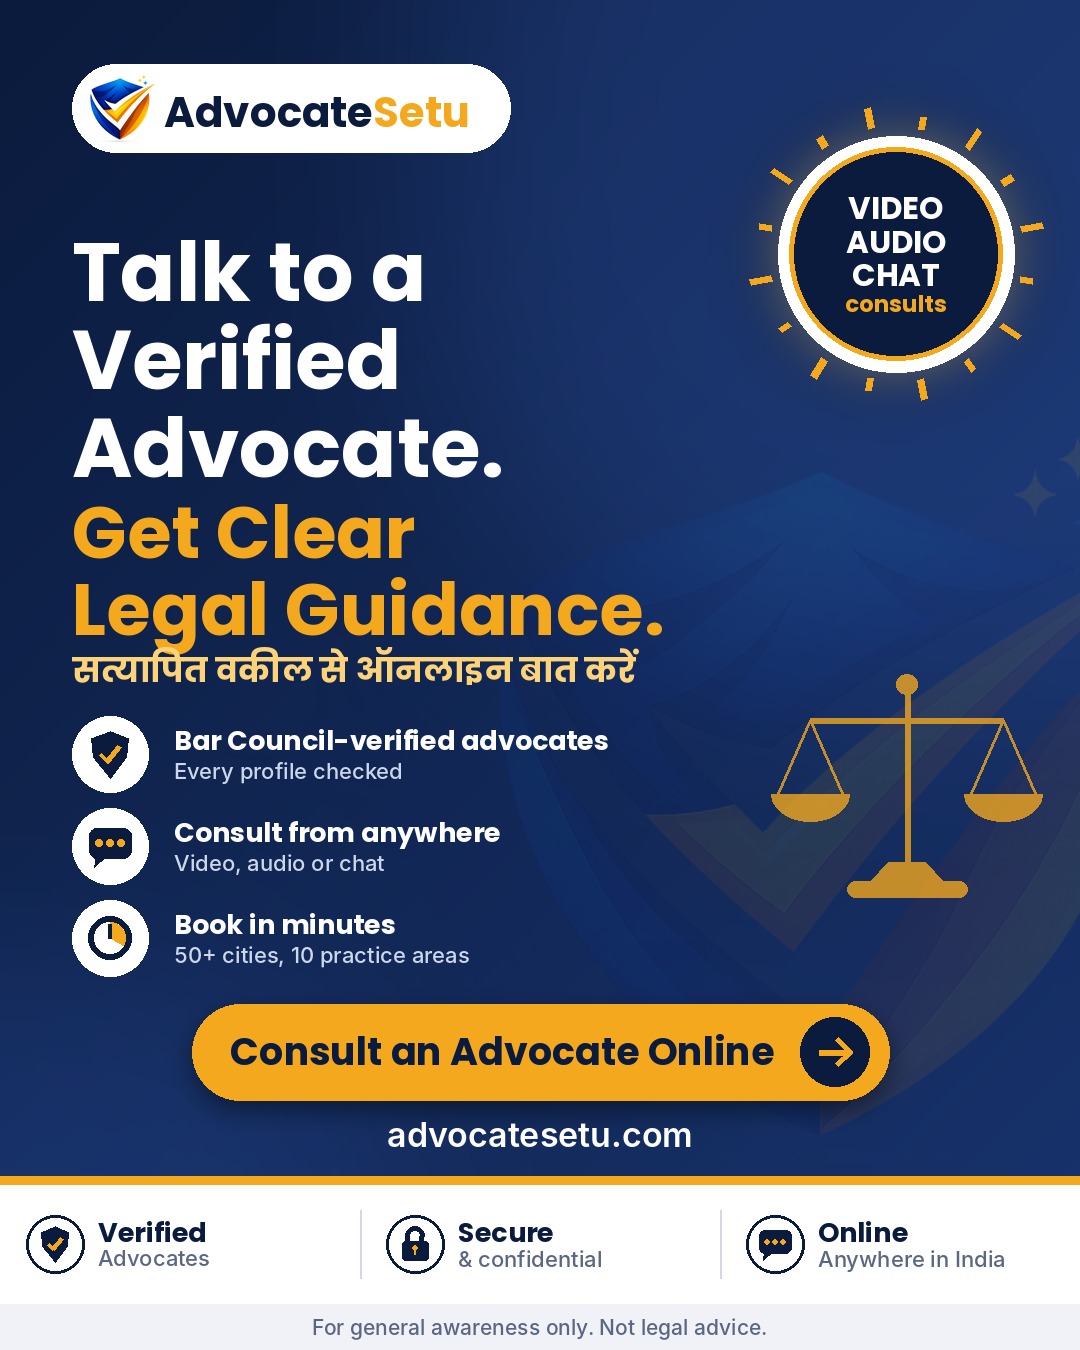 AdvocateSetu
VIDEO
AUDIO
CHAT
consults
Talk to a
Verified
Advocate.
Get Clear
Legal Guidance.
सत्यापित वकील से ऑनलाइन बात करें
Bar Council-verified advocates
Every profile checked
Consult from anywhere
Video, audio or chat
Book in minutes
50+ cities, 10 practice areas
Consult an Advocate Online
advocatesetu.com
Verified
Advocates
Secure
& confidential
Online
Anywhere in India
For general awareness only. Not legal advice.